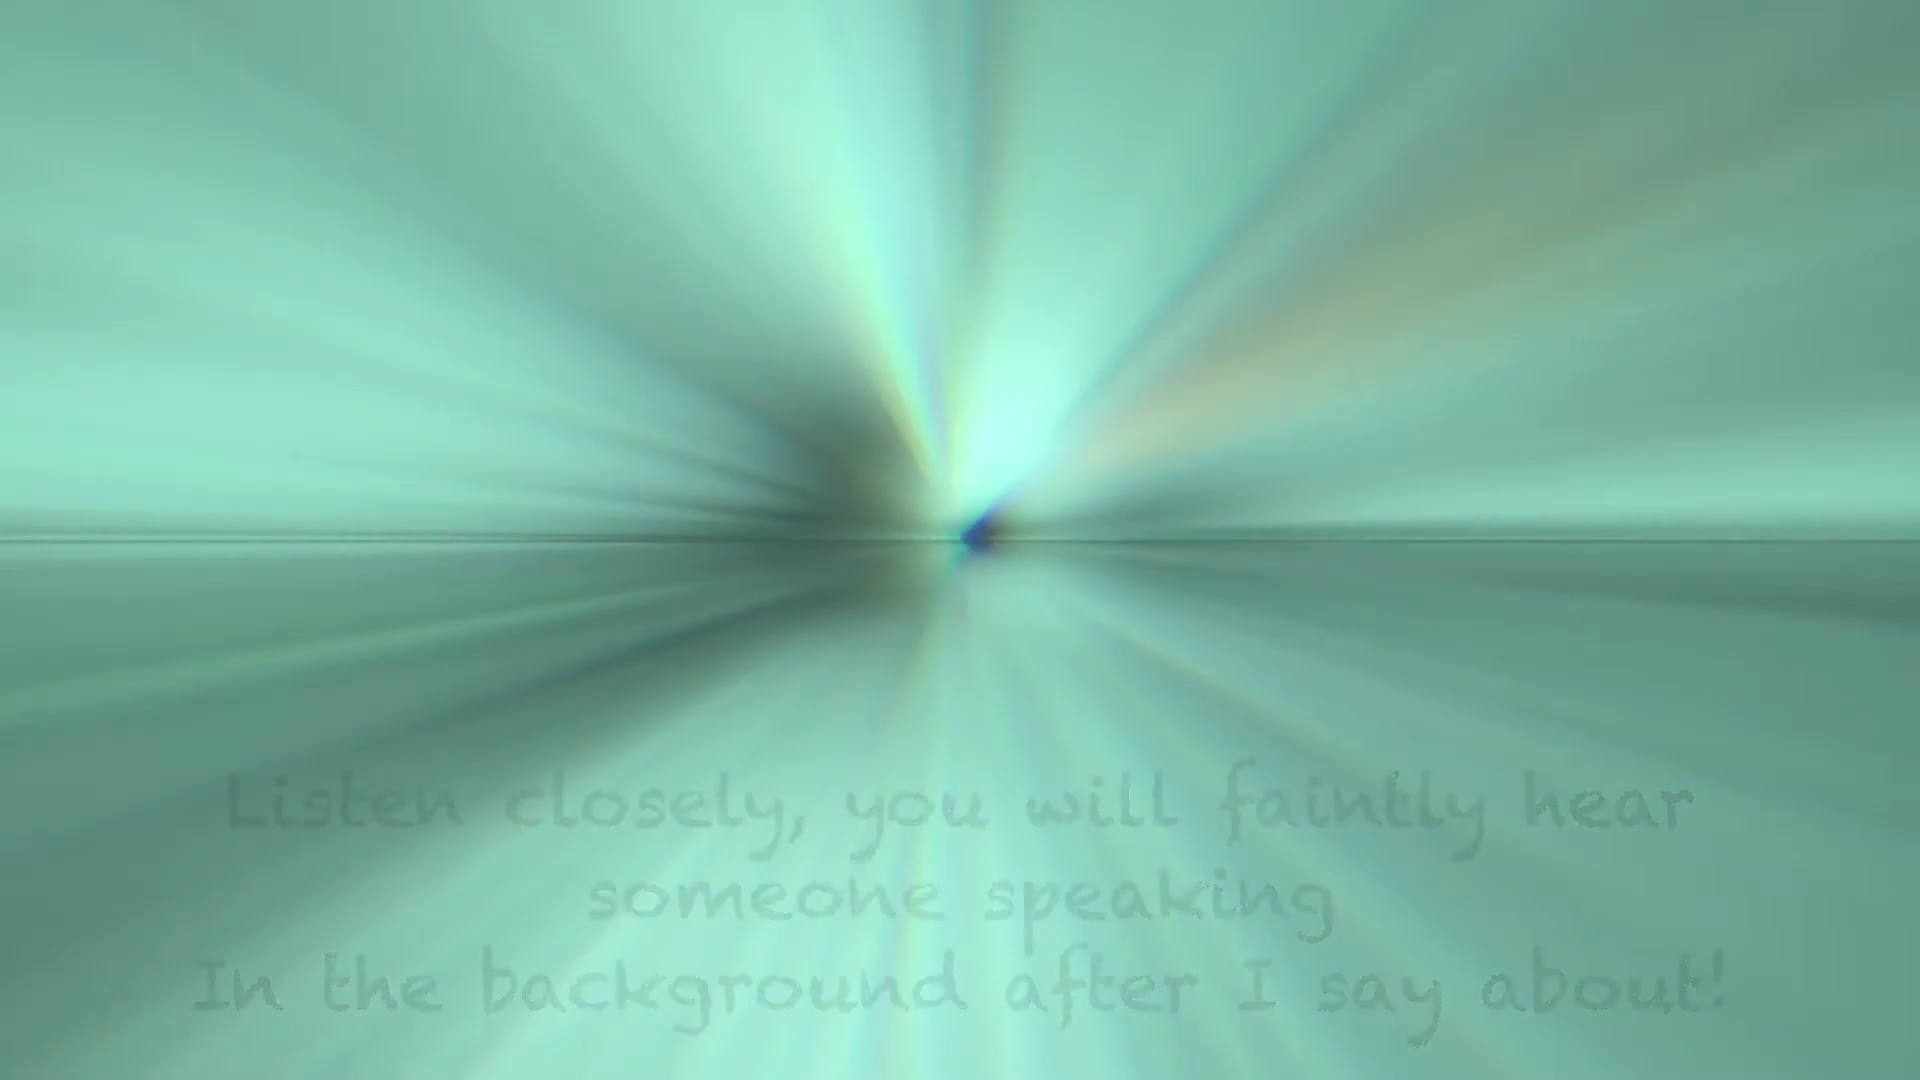 Listen closely, you will faintly hear
someone speaking
In the background after I say about!